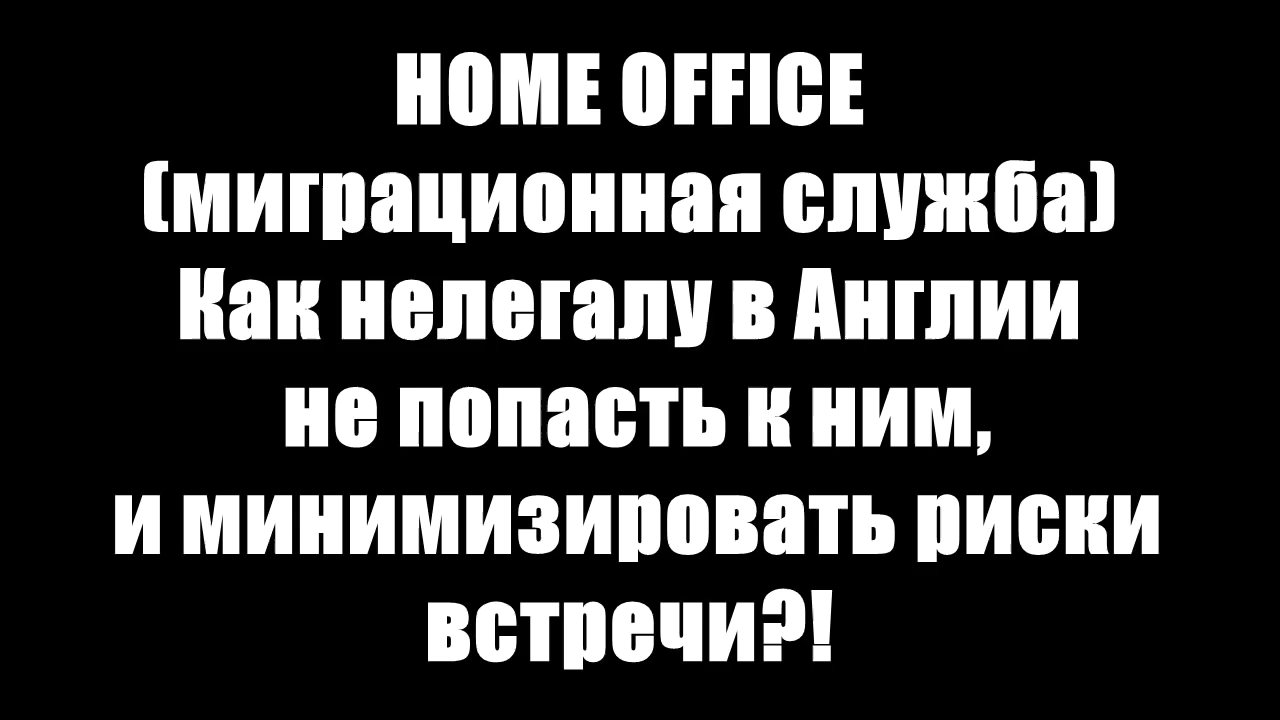 HOME OFFICE
(миграционная служба)
Как нелегалу в Англии
не попасть к ним,
и минимизировать риски
встречи?!